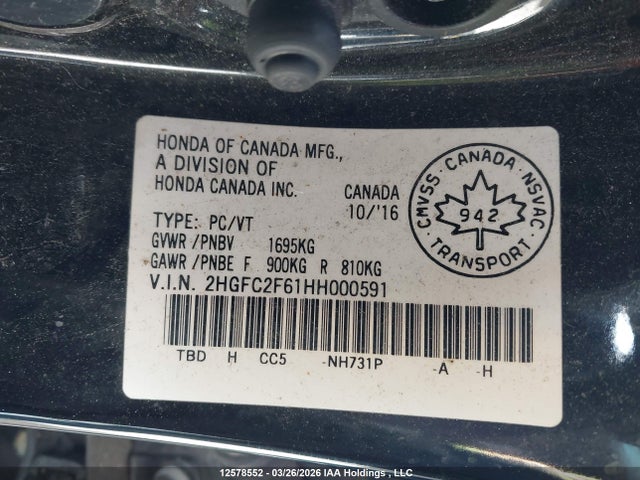 HONDA OF CANADA MFG.,
A DIVISION OF
HONDA CANADA INC. CANADA
10/'16
TYPE: PC/VT
GVWR/PNBV 1695KG
GAWR/PNBE F 900KG R 810KG
V.I.N. 2HGFC2F61HH000591
TBD H CC5 -NH731P -A -H
CMVSS · CANADA · NSVAC
942
TRANSPORT
12578552 -- 03/26/2026 IAA Holdings , LLC